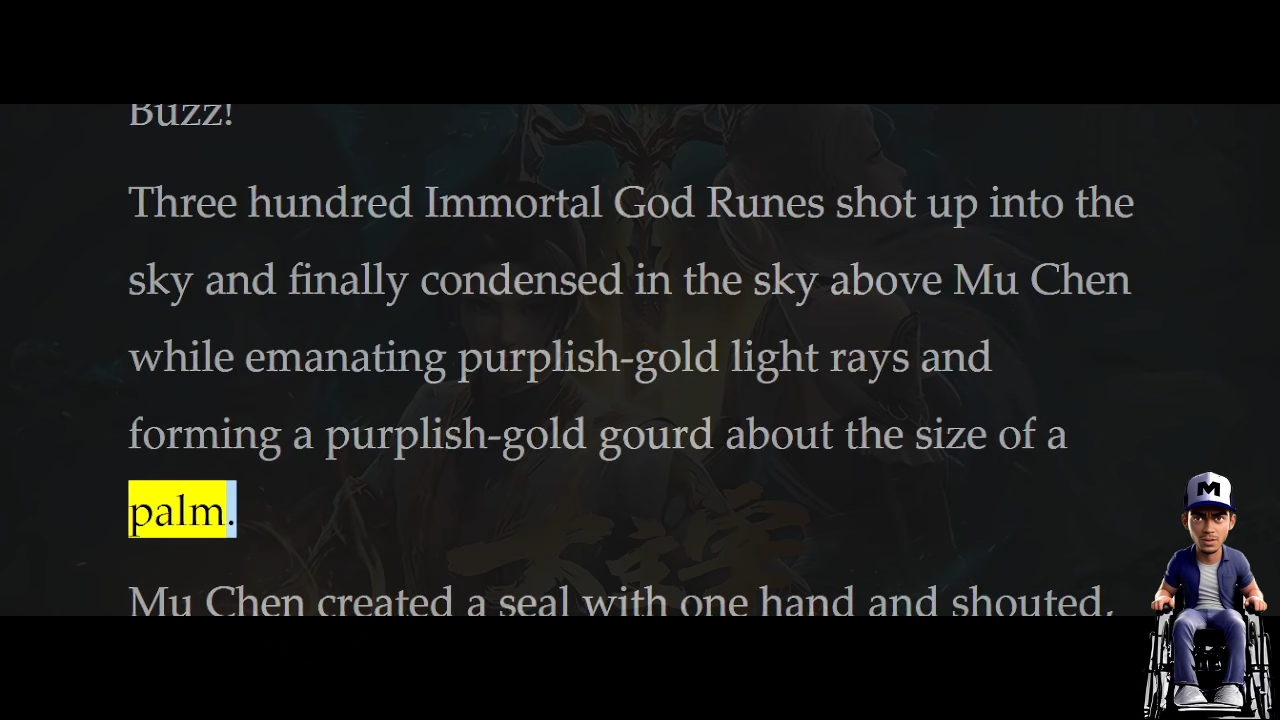 Buzz!
Three hundred Immortal God Runes shot up into the
sky and finally condensed in the sky above Mu Chen
while emanating purplish-gold light rays and
forming a purplish-gold gourd about the size of a
palm.
Mu Chen created a seal with one hand and shouted,
M